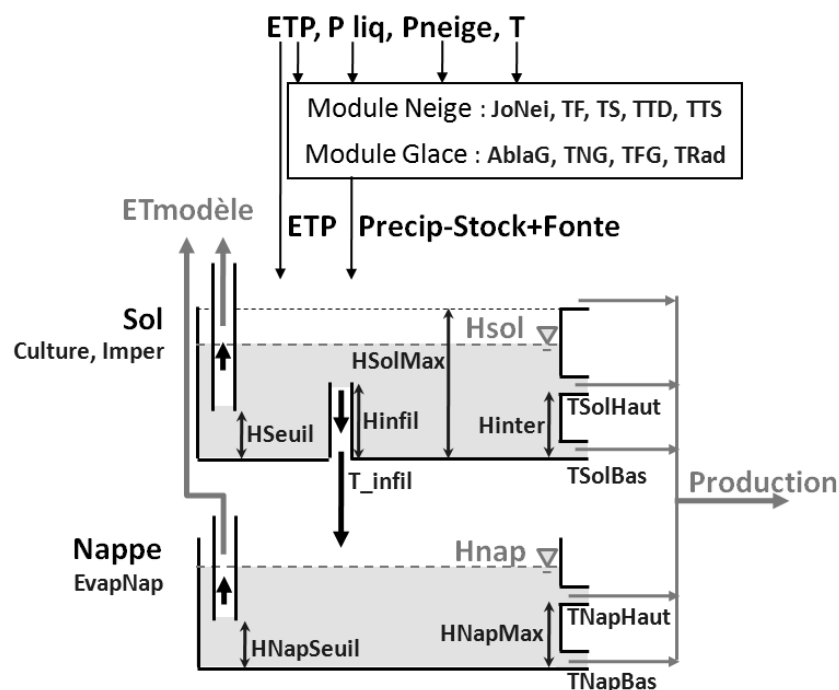 ETP, P liq, Pneige, T
Module Neige : JoNei, TF, TS, TTD, TTS
Module Glace : AblaG, TNG, TFG, TRad
ETmodèle
ETP
Precip-Stock+Fonte
Sol
Culture, Imper
Hsol
HSolMax
HSeuil
Hinfil
Hinter
TSolHaut
T_infil
TSolBas
Production
Nappe
EvapNap
Hnap
HNapSeuil
HNapMax
TNapHaut
TNapBas